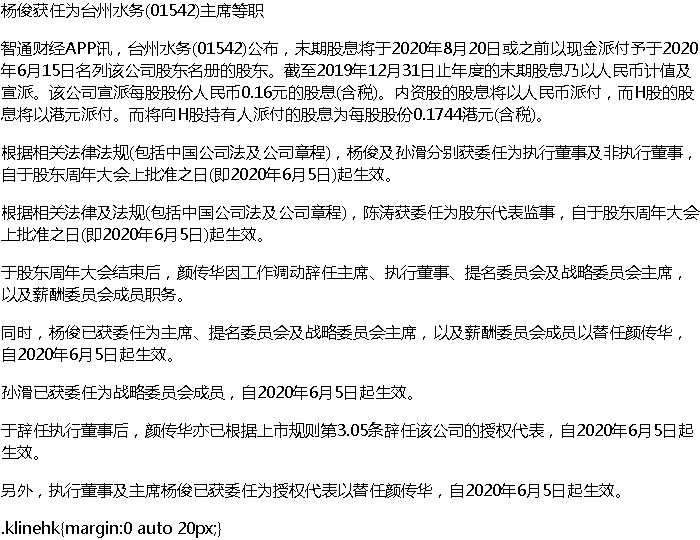 杨俊获任为台州水务(01542)主席等职
智通财经APP讯，台州水务(01542)公布，末期股息将于2020年8月20日或之前以现金派付予于2020
年6月15日名列该公司股东名册的股东。截至2019年12月31日止年度的末期股息乃以人民币计值及
宣派。该公司宣派每股股份人民币0.16元的股息(含税)。内资股的股息将以人民币派付，而H股的股
息将以港元派付。而将向H股持有人派付的股息为每股股份0.1744港元(含税)。
根据相关法律法规(包括中国公司法及公司章程)，杨俊及孙湑分别获委任为执行董事及非执行董事，
自于股东周年大会上批准之日(即2020年6月5日)起生效。
根据相关法律及法规(包括中国公司法及公司章程)，陈涛获委任为股东代表监事，自于股东周年大会
上批准之日(即2020年6月5日)起生效。
于股东周年大会结束后，颜传华因工作调动辞任主席、执行董事、提名委员会及战略委员会主席，
以及薪酬委员会成员职务。
同时，杨俊已获委任为主席、提名委员会及战略委员会主席，以及薪酬委员会成员以替任颜传华，
自2020年6月5日起生效。
孙湑已获委任为战略委员会成员，自2020年6月5日起生效。
于辞任执行董事后，颜传华亦已根据上市规则第3.05条辞任该公司的授权代表，自2020年6月5日起
生效。
另外，执行董事及主席杨俊已获委任为授权代表以替任颜传华，自2020年6月5日起生效。
.klinehk{margin:0 auto 20px;}